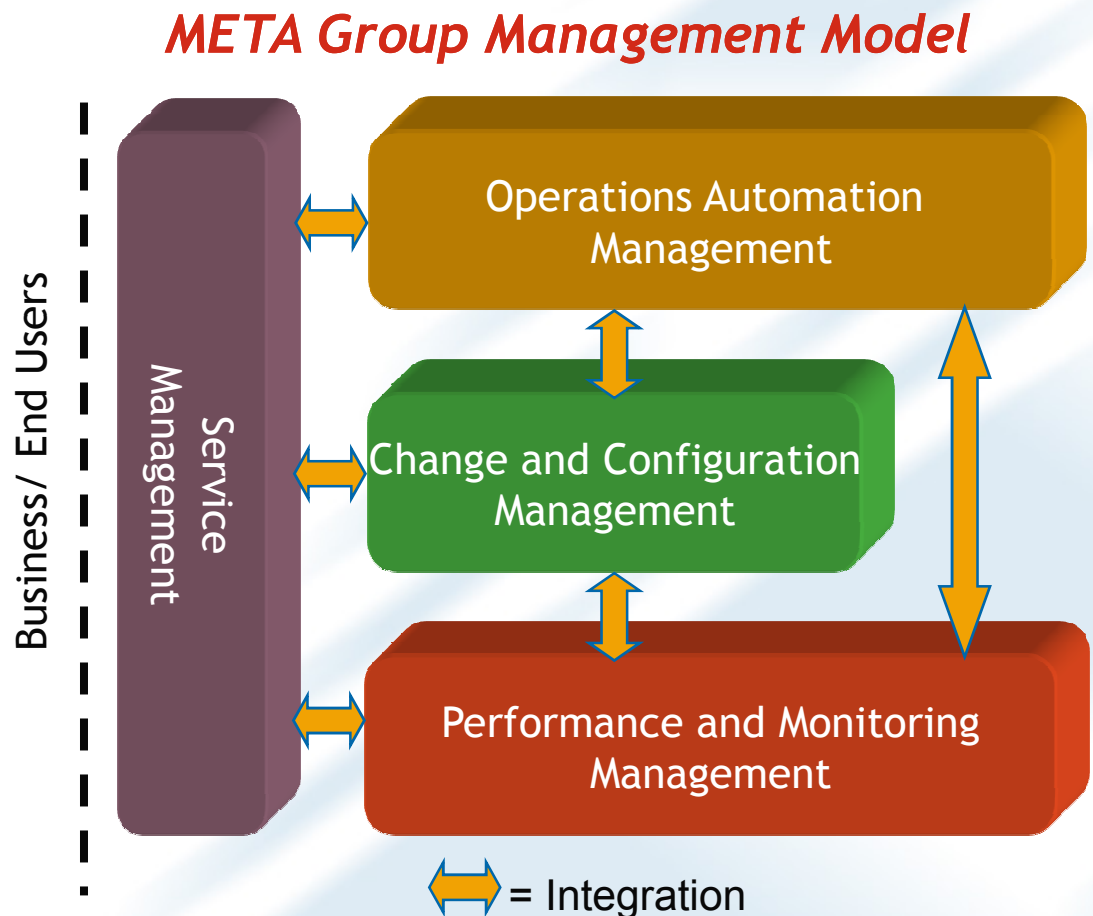 META Group Management Model
Business/ End Users
Service
Management
Operations Automation
Management
Change and Configuration
Management
Performance and Monitoring
Management
= Integration